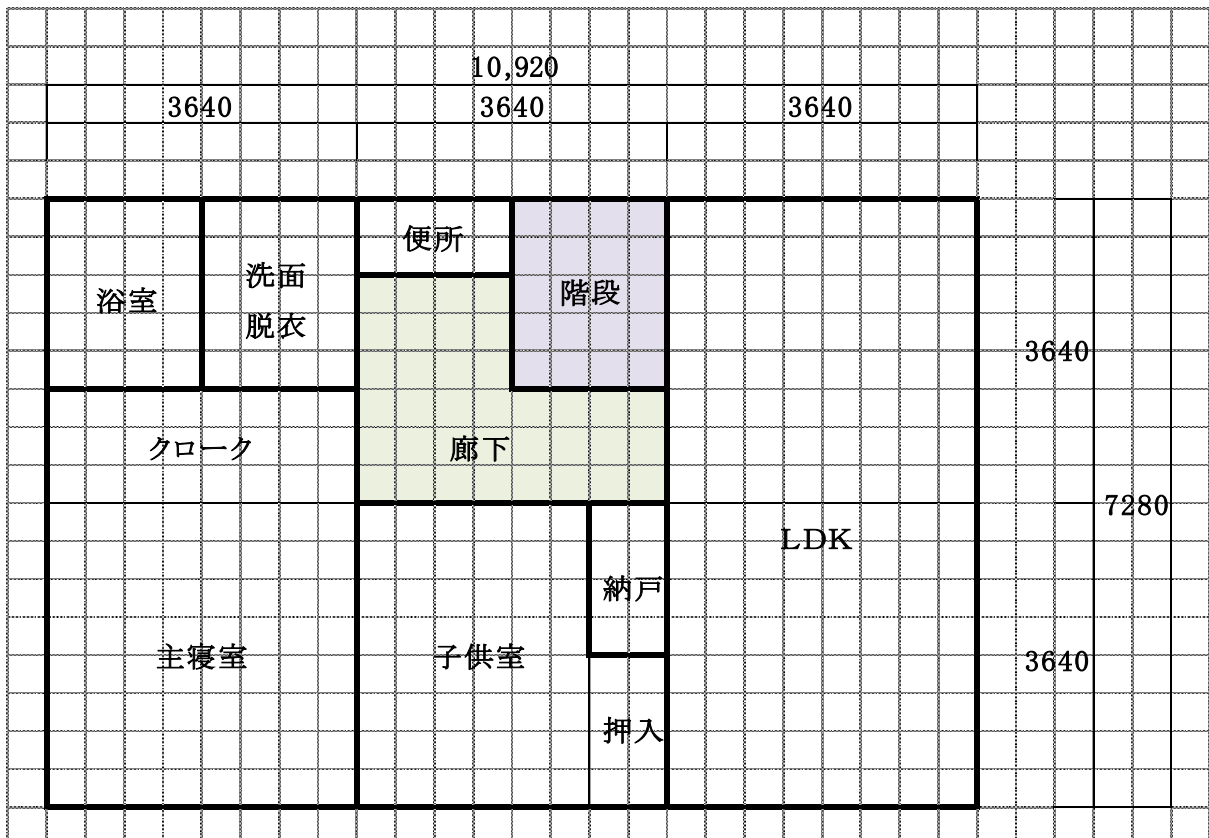 10,920
3640
3640
3640
便所
階段
洗面
脱衣
浴室
3640
クローク
廊下
7280
LDK
納戸
主寝室
子供室
3640
押入